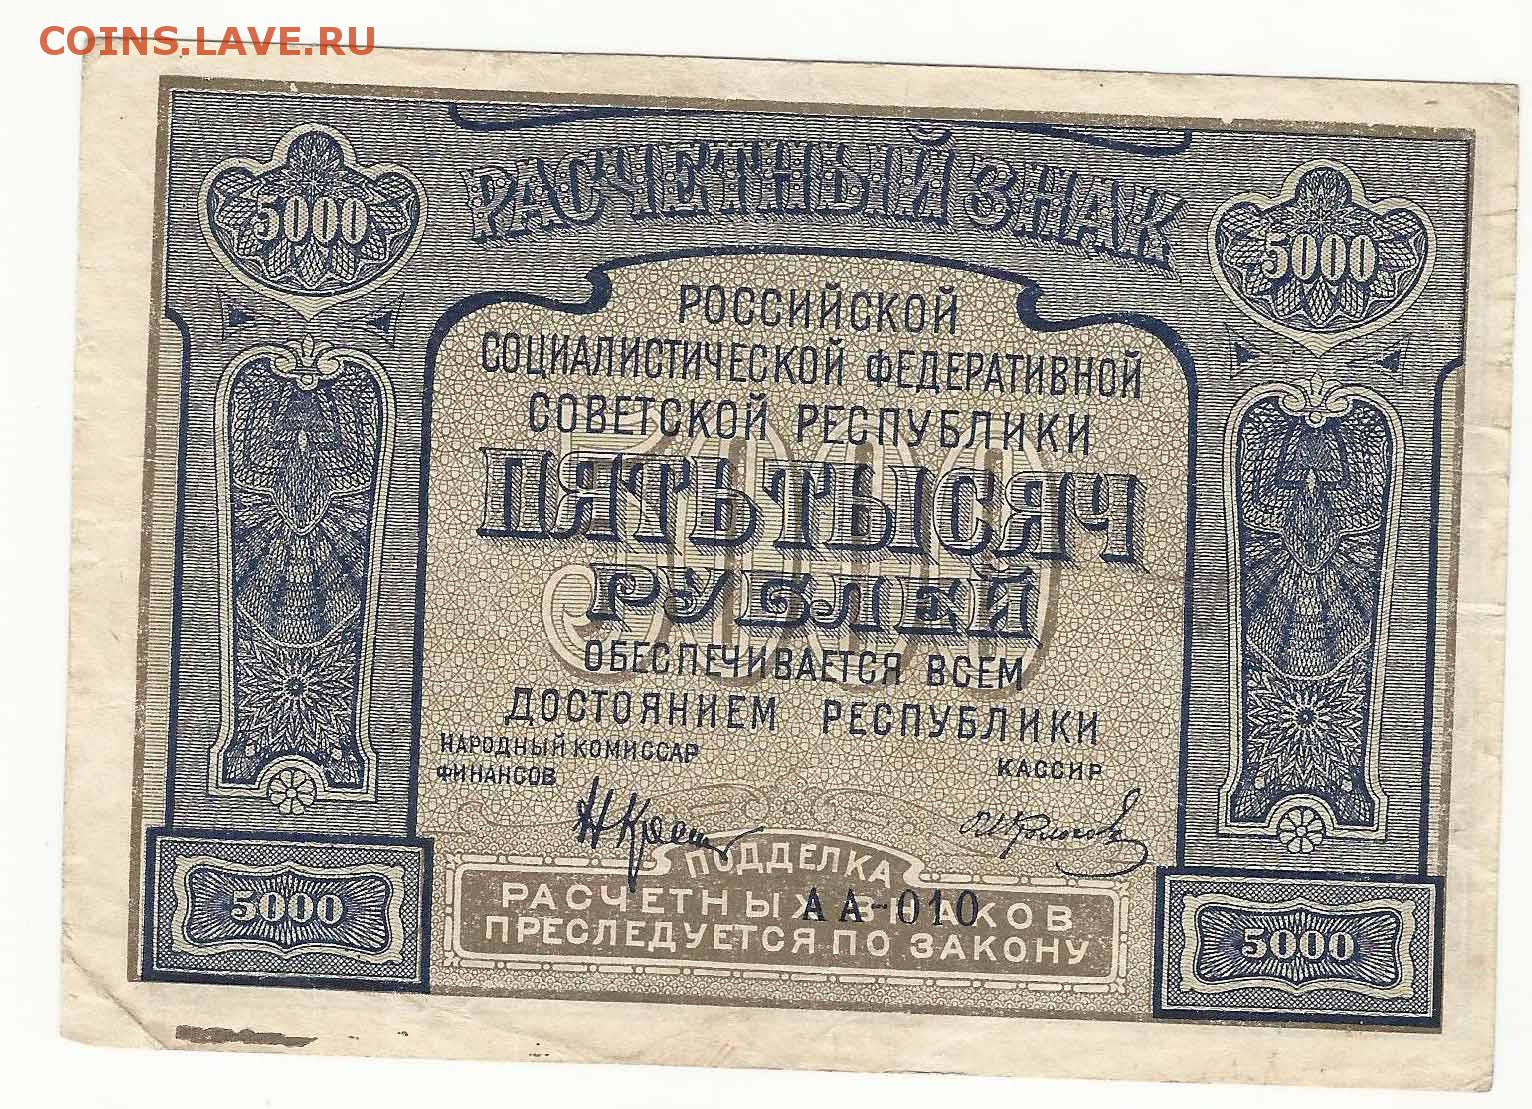 COINS.LAVE.RU
РАСЧЕТНЫЙ ЗНАК
5000
5000
РОССИЙСКОЙ
СОЦИАЛИСТИЧЕСКОЙ ФЕДЕРАТИВНОЙ
СОВЕТСКОЙ РЕСПУБЛИКИ
5000
ПЯТЬ ТЫСЯЧ
РУБЛЕЙ
ОБЕСПЕЧИВАЕТСЯ ВСЕМ
ДОСТОЯНИЕМ РЕСПУБЛИКИ
НАРОДНЫЙ КОМИССАР
ФИНАНСОВ
КАССИР
ПОДДЕЛКА
РАСЧЕТНЫХ ЗНАКОВ
АА-010
ПРЕСЛЕДУЕТСЯ ПО ЗАКОНУ
5000
5000